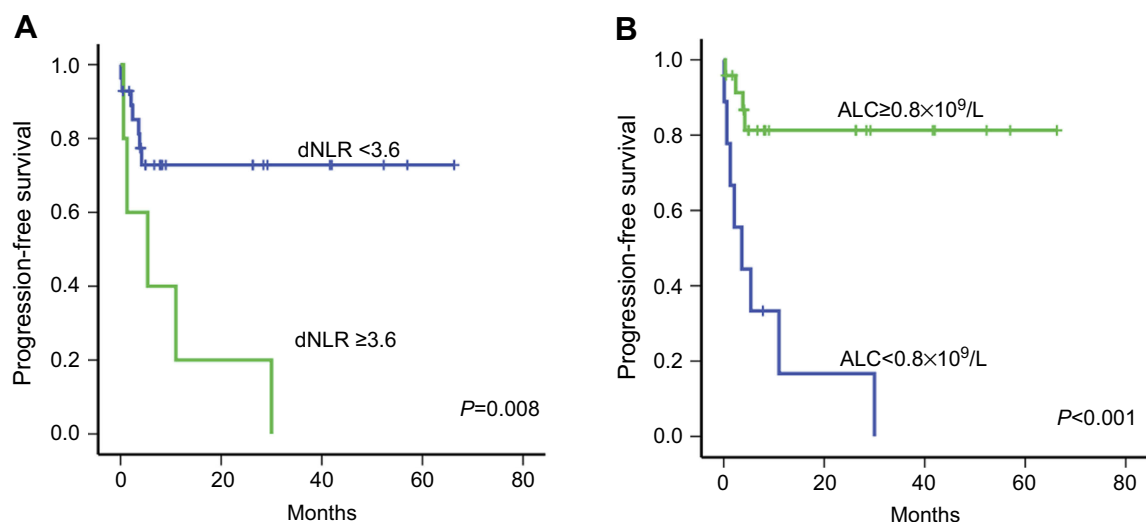 A
Progression-free survival
1.0
0.8
0.6
0.4
0.2
0.0
dNLR <3.6
dNLR ≥3.6
P=0.008
0 20 40 60 80
Months
B
Progression-free survival
1.0
0.8
0.6
0.4
0.2
0.0
ALC≥0.8×10⁹/L
ALC<0.8×10⁹/L
P<0.001
0 20 40 60 80
Months